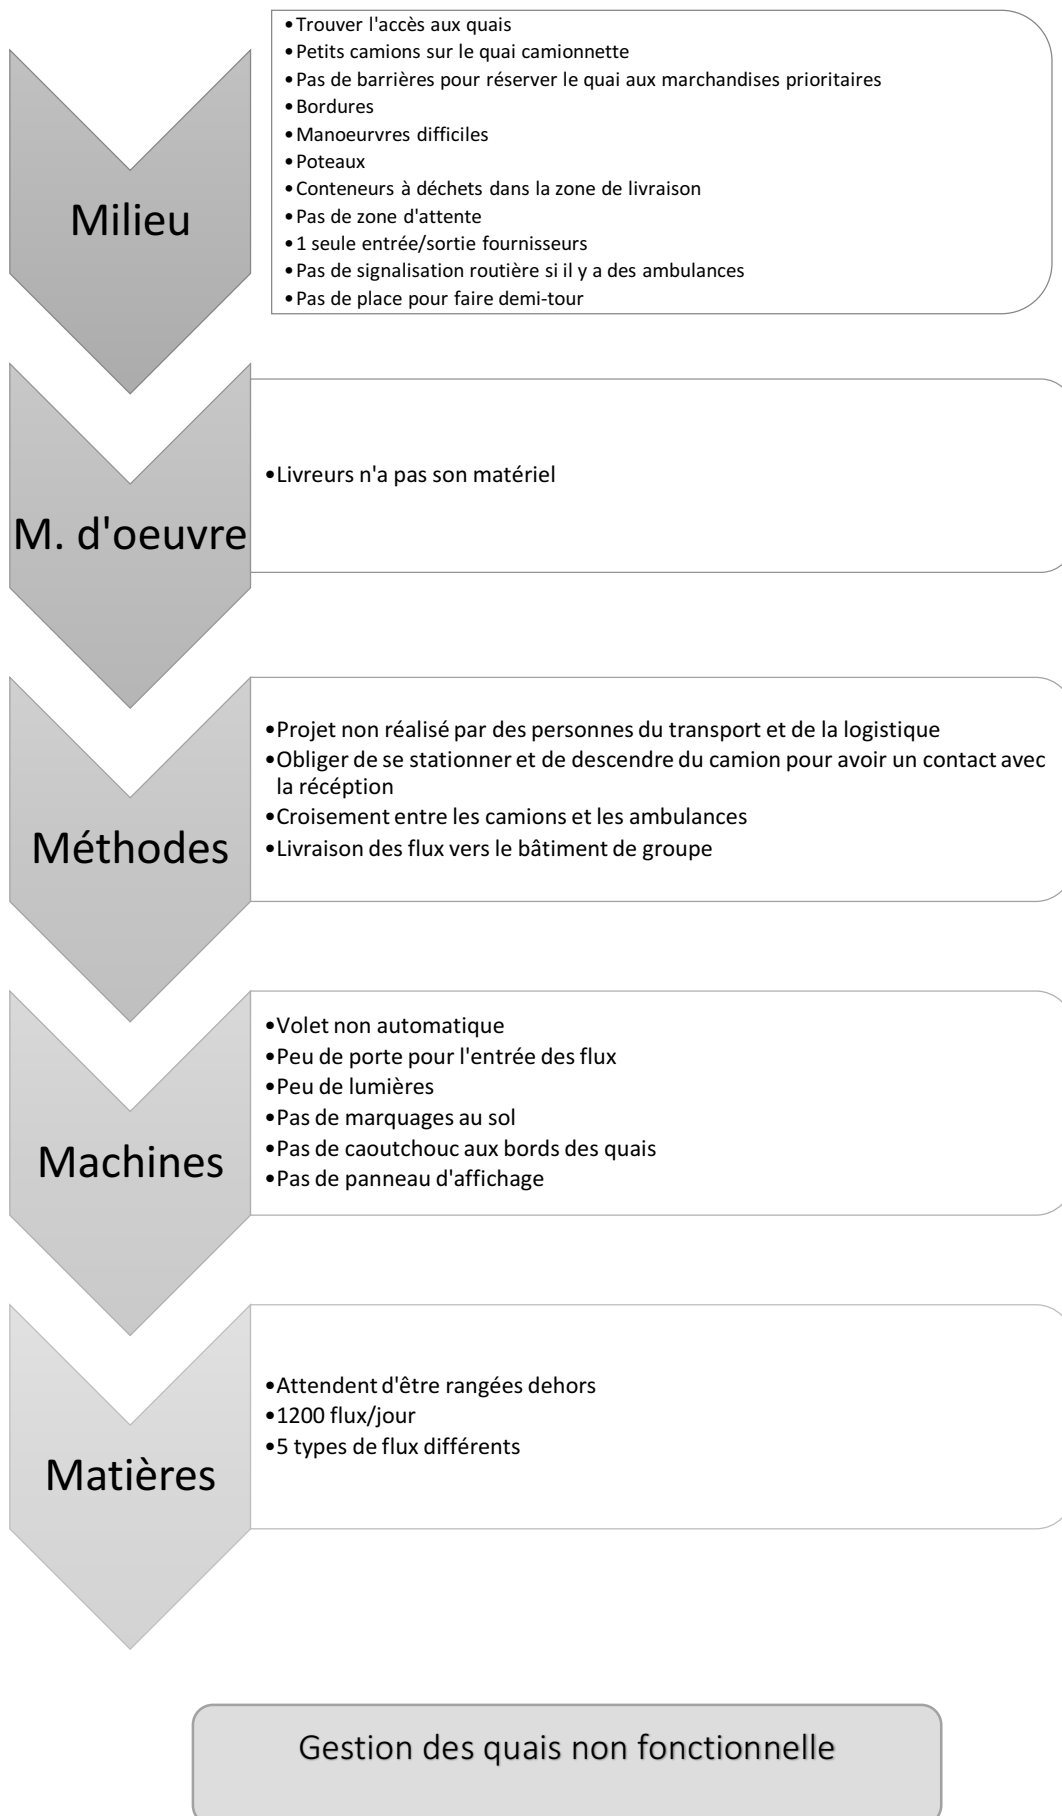 •Trouver l'accès aux quais
•Petits camions sur le quai camionnette
•Pas de barrières pour réserver le quai aux marchandises prioritaires
•Bordures
•Manoeurvres difficiles
•Poteaux
•Conteneurs à déchets dans la zone de livraison
•Pas de zone d'attente
•1 seule entrée/sortie fournisseurs
•Pas de signalisation routière si il y a des ambulances
•Pas de place pour faire demi-tour
Milieu
•Livreurs n'a pas son matériel
M. d'oeuvre
•Projet non réalisé par des personnes du transport et de la logistique
•Obliger de se stationner et de descendre du camion pour avoir un contact avec
la récéption
•Croisement entre les camions et les ambulances
•Livraison des flux vers le bâtiment de groupe
Méthodes
•Volet non automatique
•Peu de porte pour l'entrée des flux
•Peu de lumières
•Pas de marquages au sol
•Pas de caoutchouc aux bords des quais
•Pas de panneau d'affichage
Machines
•Attendent d'être rangées dehors
•1200 flux/jour
•5 types de flux différents
Matières
Gestion des quais non fonctionnelle